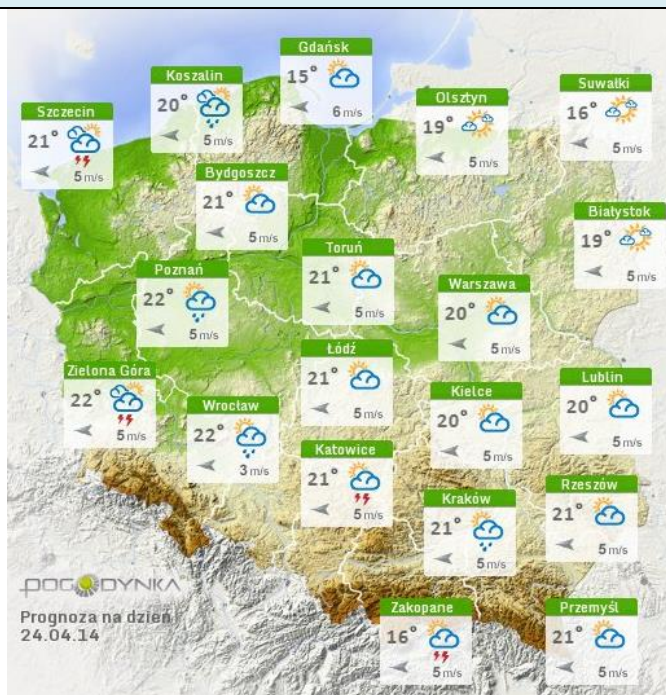 Gdańsk
15°
6 m/s
Koszalin
20°
5 m/s
Suwałki
16°
5 m/s
Olsztyn
19°
5 m/s
Szczecin
21°
5 m/s
Bydgoszcz
21°
5 m/s
Białystok
19°
5 m/s
Toruń
21°
5 m/s
Poznań
22°
5 m/s
Warszawa
20°
5 m/s
Łódź
21°
5 m/s
Zielona Góra
22°
5 m/s
Lublin
20°
5 m/s
Kielce
20°
5 m/s
Wrocław
22°
3 m/s
Katowice
21°
5 m/s
Rzeszów
21°
5 m/s
Kraków
21°
5 m/s
POGODYNKA
Prognoza na dzień
24.04.14
Zakopane
16°
5 m/s
Przemyśl
21°
5 m/s